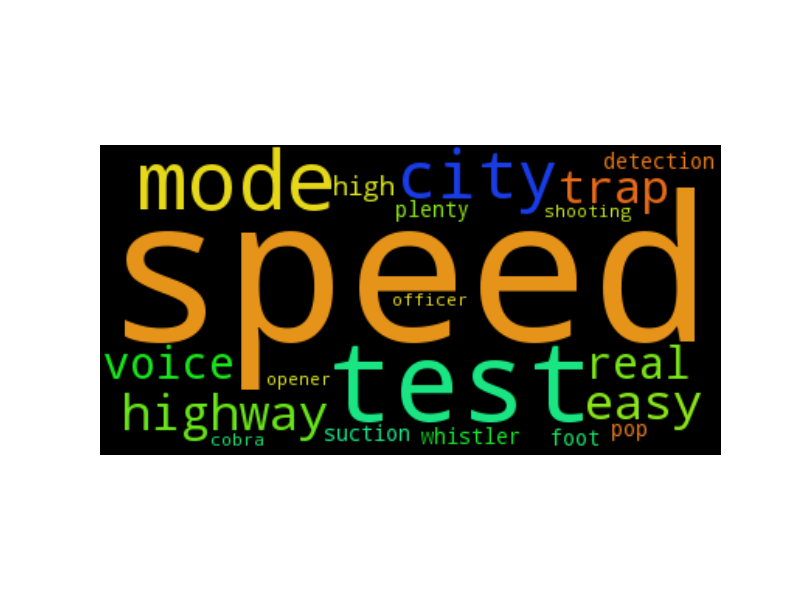 detection
mode high city trap
plenty shooting
speed
officer
voice opener test real
highway easy
cobra suction whistler foot pop